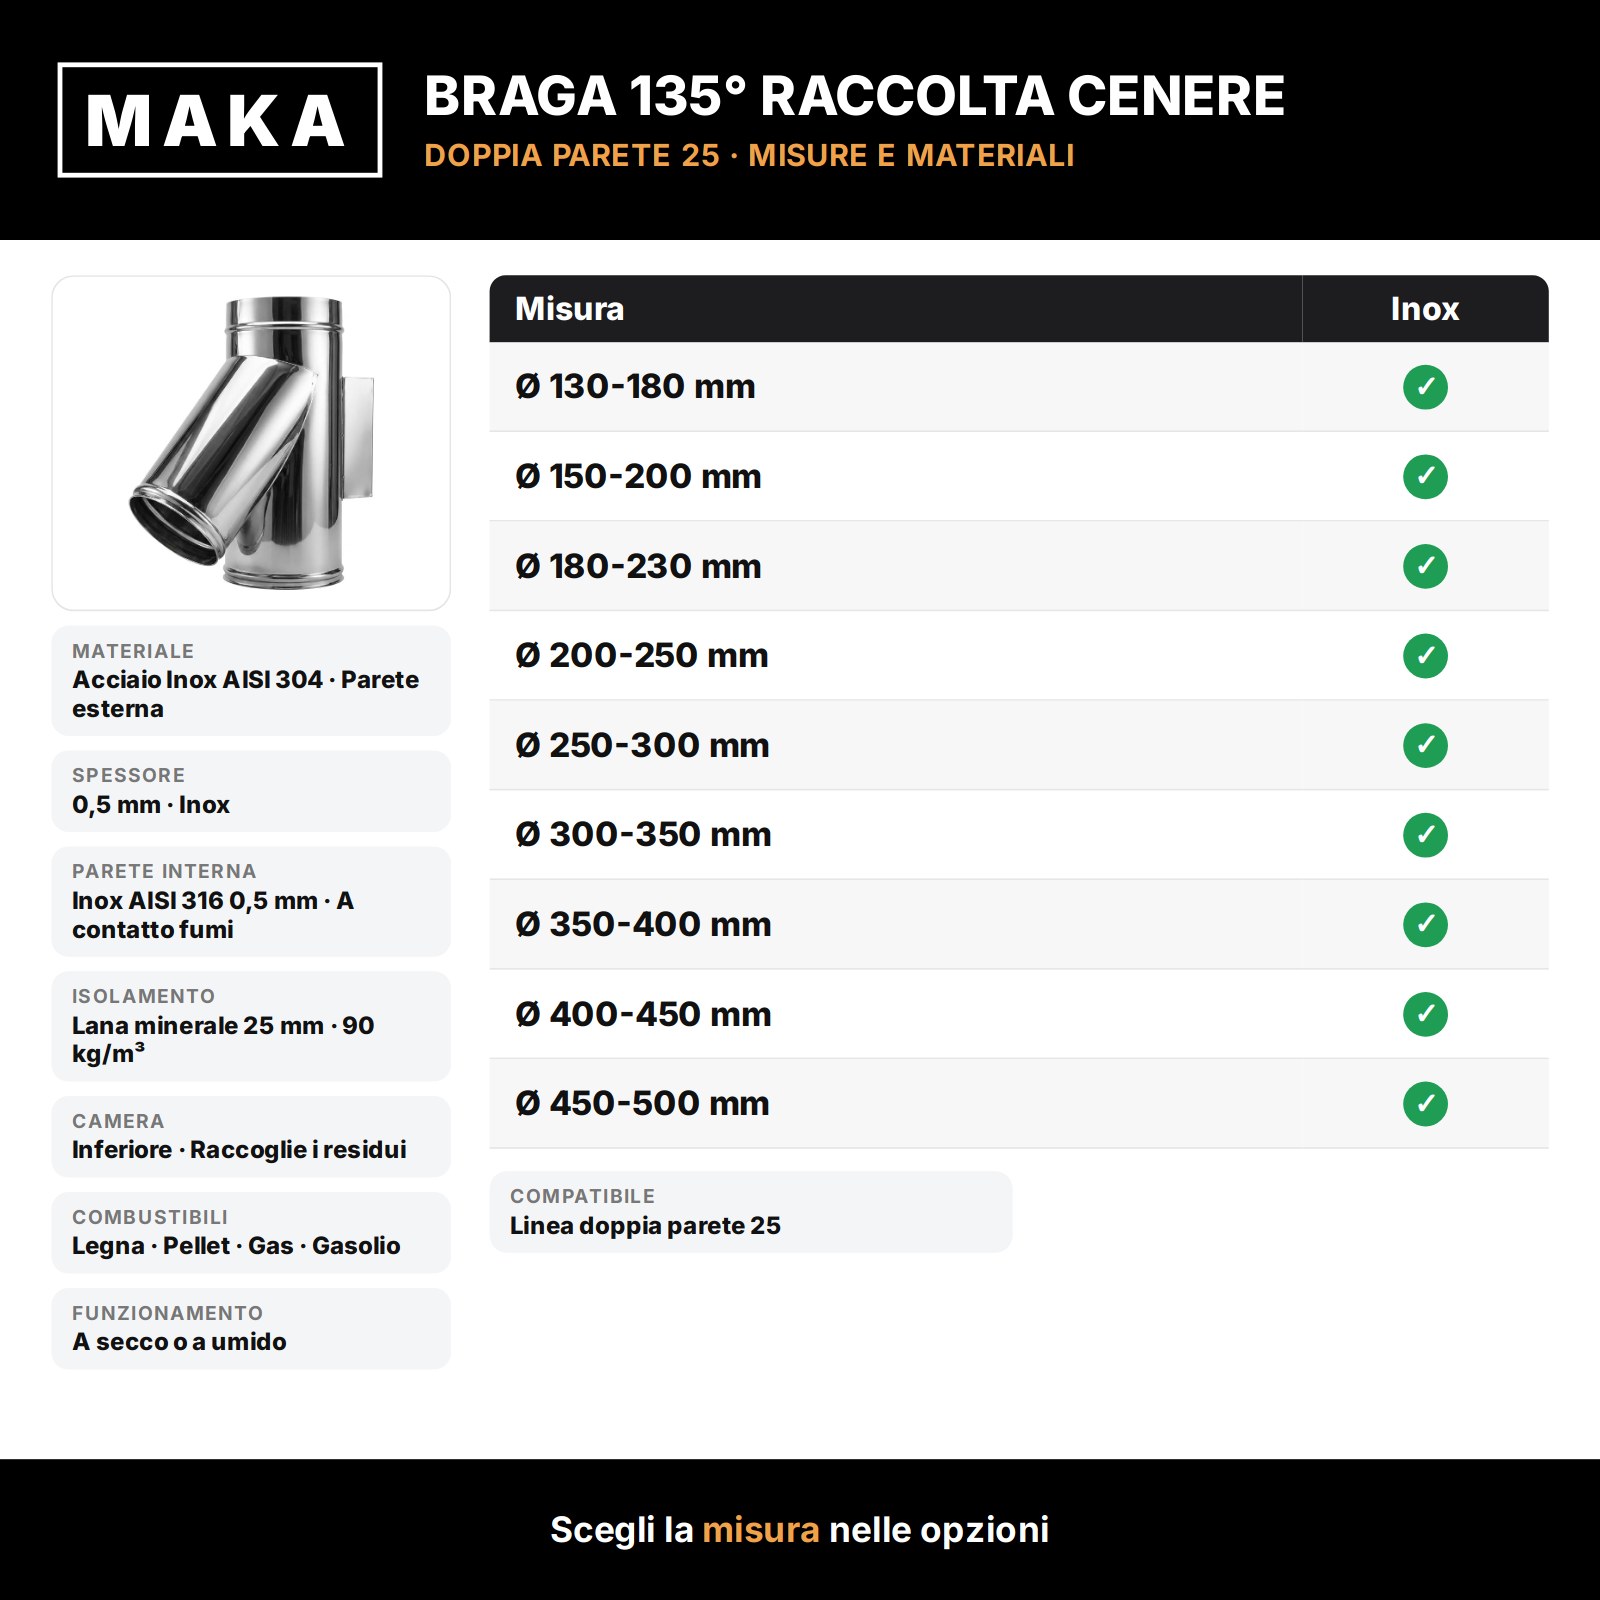 MAKA
BRAGA 135° RACCOLTA CENERE
DOPPIA PARETE 25 · MISURE E MATERIALI
MATERIALE
Acciaio Inox AISI 304 · Parete
esterna
SPESSORE
0,5 mm · Inox
PARETE INTERNA
Inox AISI 316 0,5 mm · A
contatto fumi
ISOLAMENTO
Lana minerale 25 mm · 90
kg/m³
CAMERA
Inferiore · Raccoglie i residui
COMBUSTIBILI
Legna · Pellet · Gas · Gasolio
FUNZIONAMENTO
A secco o a umido
Misura Inox
Ø 130-180 mm ✓
Ø 150-200 mm ✓
Ø 180-230 mm ✓
Ø 200-250 mm ✓
Ø 250-300 mm ✓
Ø 300-350 mm ✓
Ø 350-400 mm ✓
Ø 400-450 mm ✓
Ø 450-500 mm ✓
COMPATIBILE
Linea doppia parete 25
Scegli la misura nelle opzioni